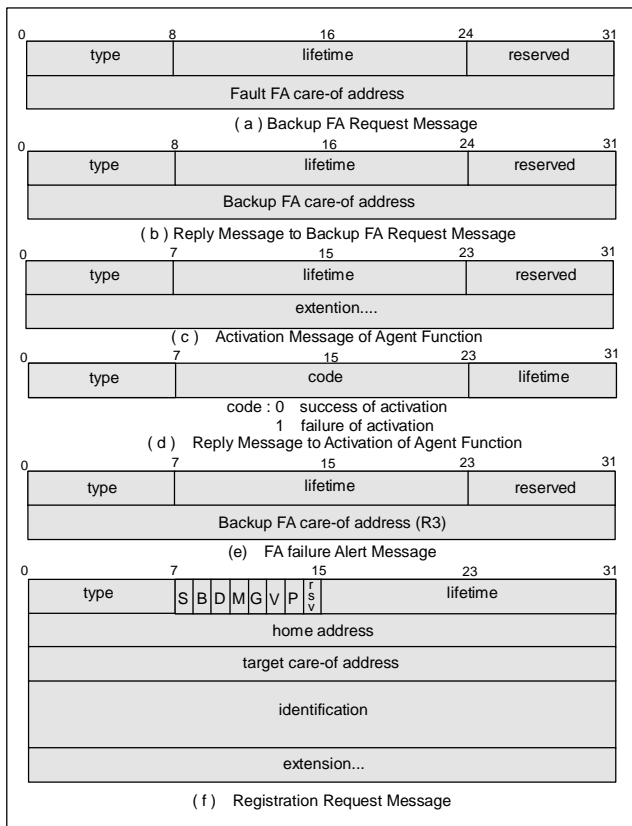 0 8 16 24 31
type lifetime reserved
Fault FA care-of address
( a ) Backup FA Request Message
0 8 16 24 31
type lifetime reserved
Backup FA care-of address
( b ) Reply Message to Backup FA Request Message
0 7 15 23 31
type lifetime reserved
extention....
( c ) Activation Message of Agent Function
0 7 15 23 31
type code lifetime
code : 0 success of activation
1 failure of activation
( d ) Reply Message to Activation of Agent Function
0 7 15 23 31
type lifetime reserved
Backup FA care-of address (R3)
(e) FA failure Alert Message
0 7 15 23 31
type S B D M G V P rsv lifetime
home address
target care-of address
identification
extension...
( f ) Registration Request Message